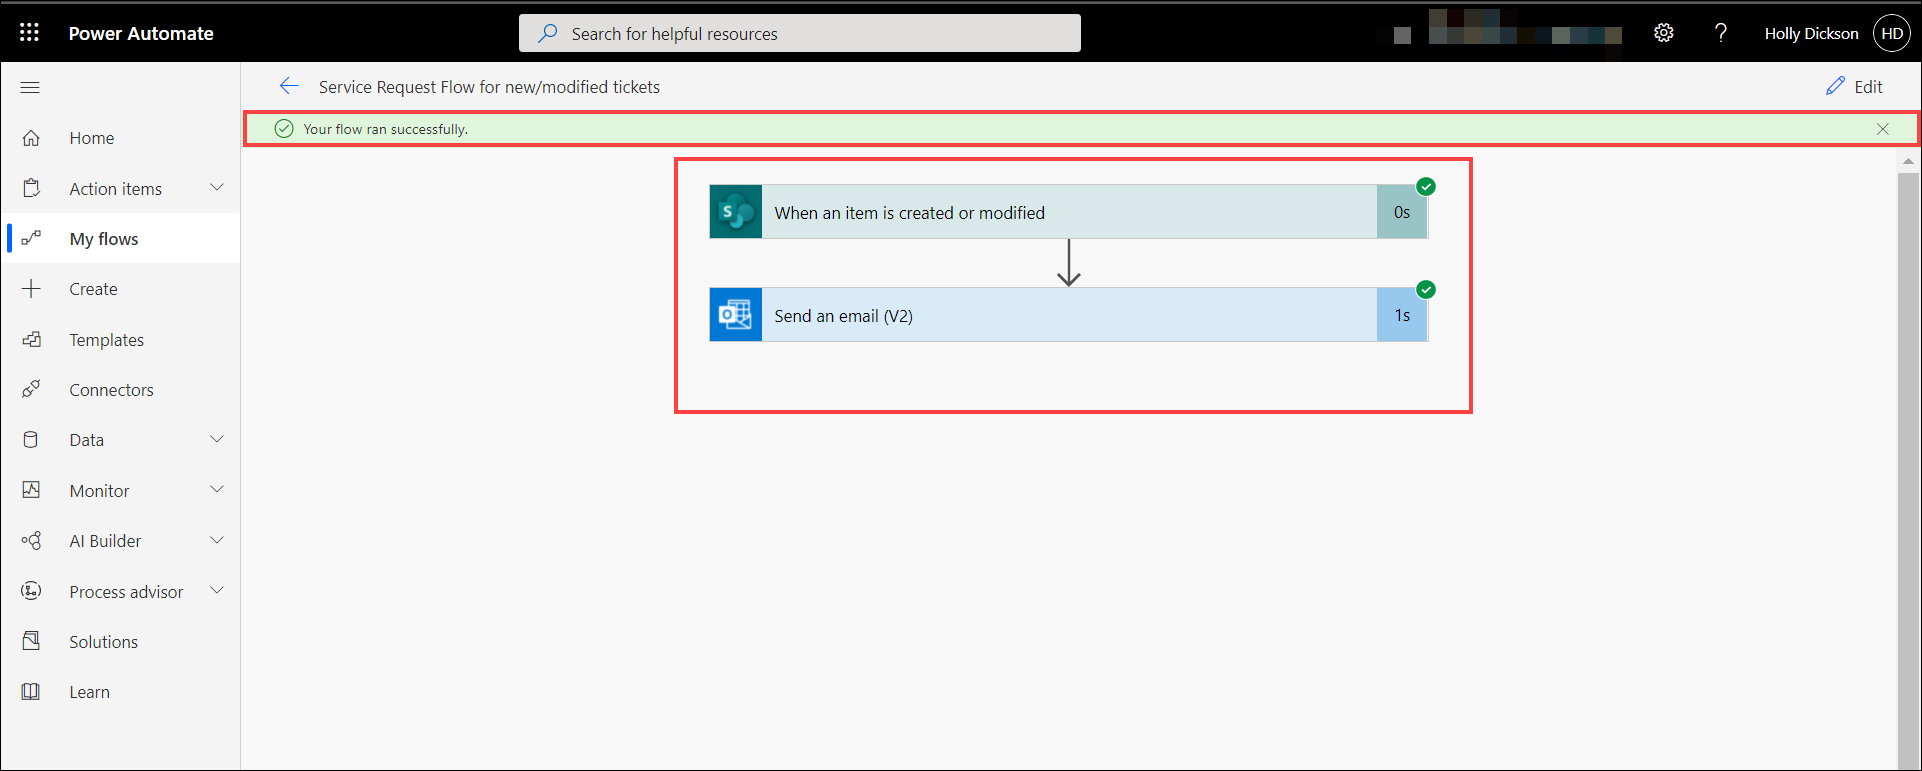 Power Automate
Search for helpful resources
?
Holly Dickson
HD
Service Request Flow for new/modified tickets
Edit
Your flow ran successfully.
Home
Action items
My flows
Create
Templates
Connectors
Data
Monitor
AI Builder
Process advisor
Solutions
Learn
S
When an item is created or modified
0s
O
Send an email (V2)
1s